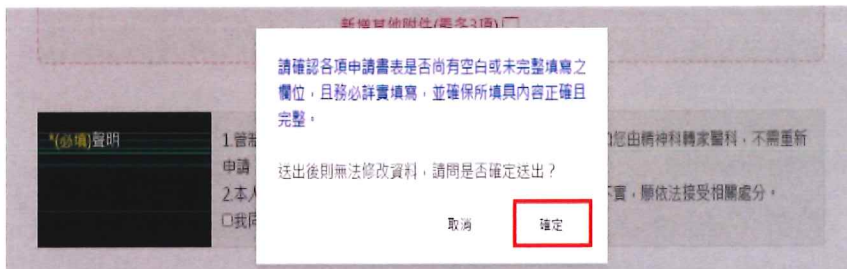 新增其他附件(最多3項)
請確認各項申請書表是否尚有空白或未完整填寫之
欄位，且務必詳實填寫，並確保所填具內容正確且
完整。
送出後則無法修改資料，請問是否確定送出？
取消
確定
*(必填)聲明
1.管
您由精神科轉家醫科，不需重新
申請
2.本人
不實，願依法接受相關處分。
□我同